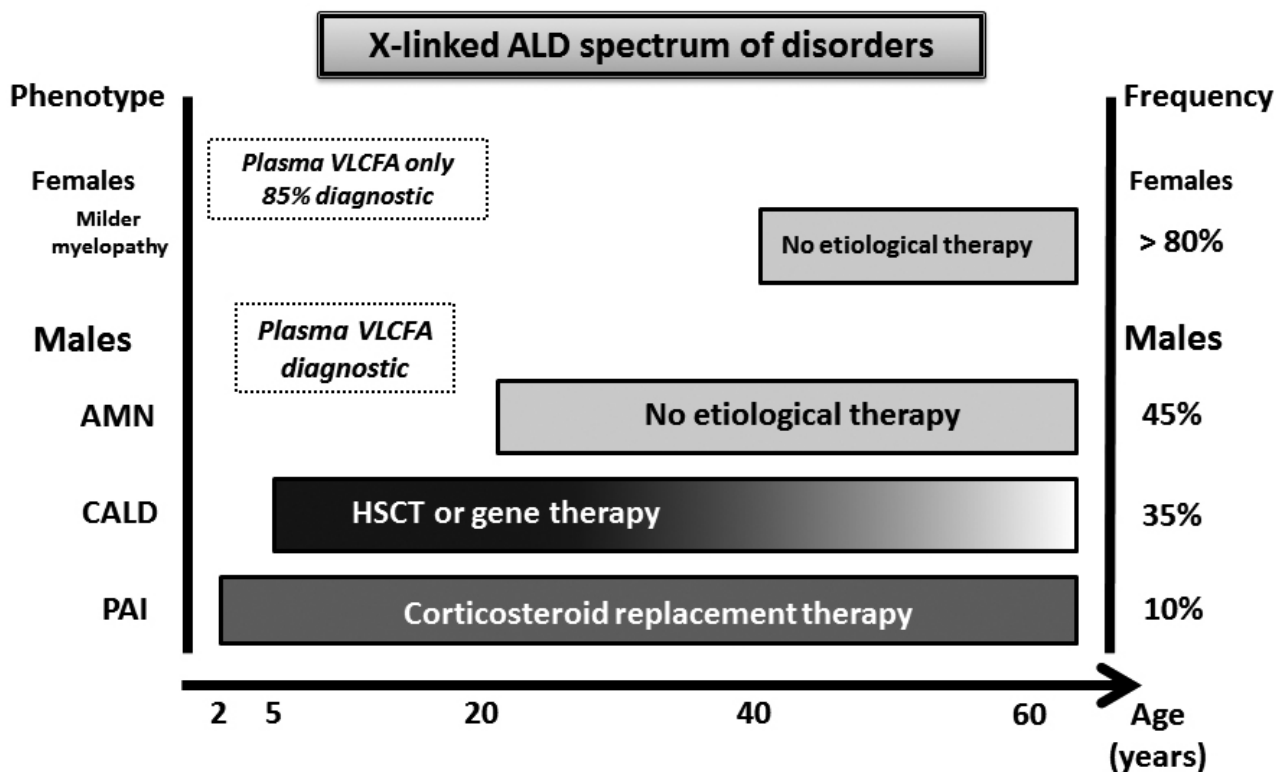 X-linked ALD spectrum of disorders
Phenotype
Frequency
Plasma VLCFA only
85% diagnostic
Females
Females
Milder
myelopathy
No etiological therapy
> 80%
Plasma VLCFA
diagnostic
Males
Males
AMN
No etiological therapy
45%
CALD
HSCT or gene therapy
35%
PAI
Corticosteroid replacement therapy
10%
2 5 20 40 60 Age
(years)